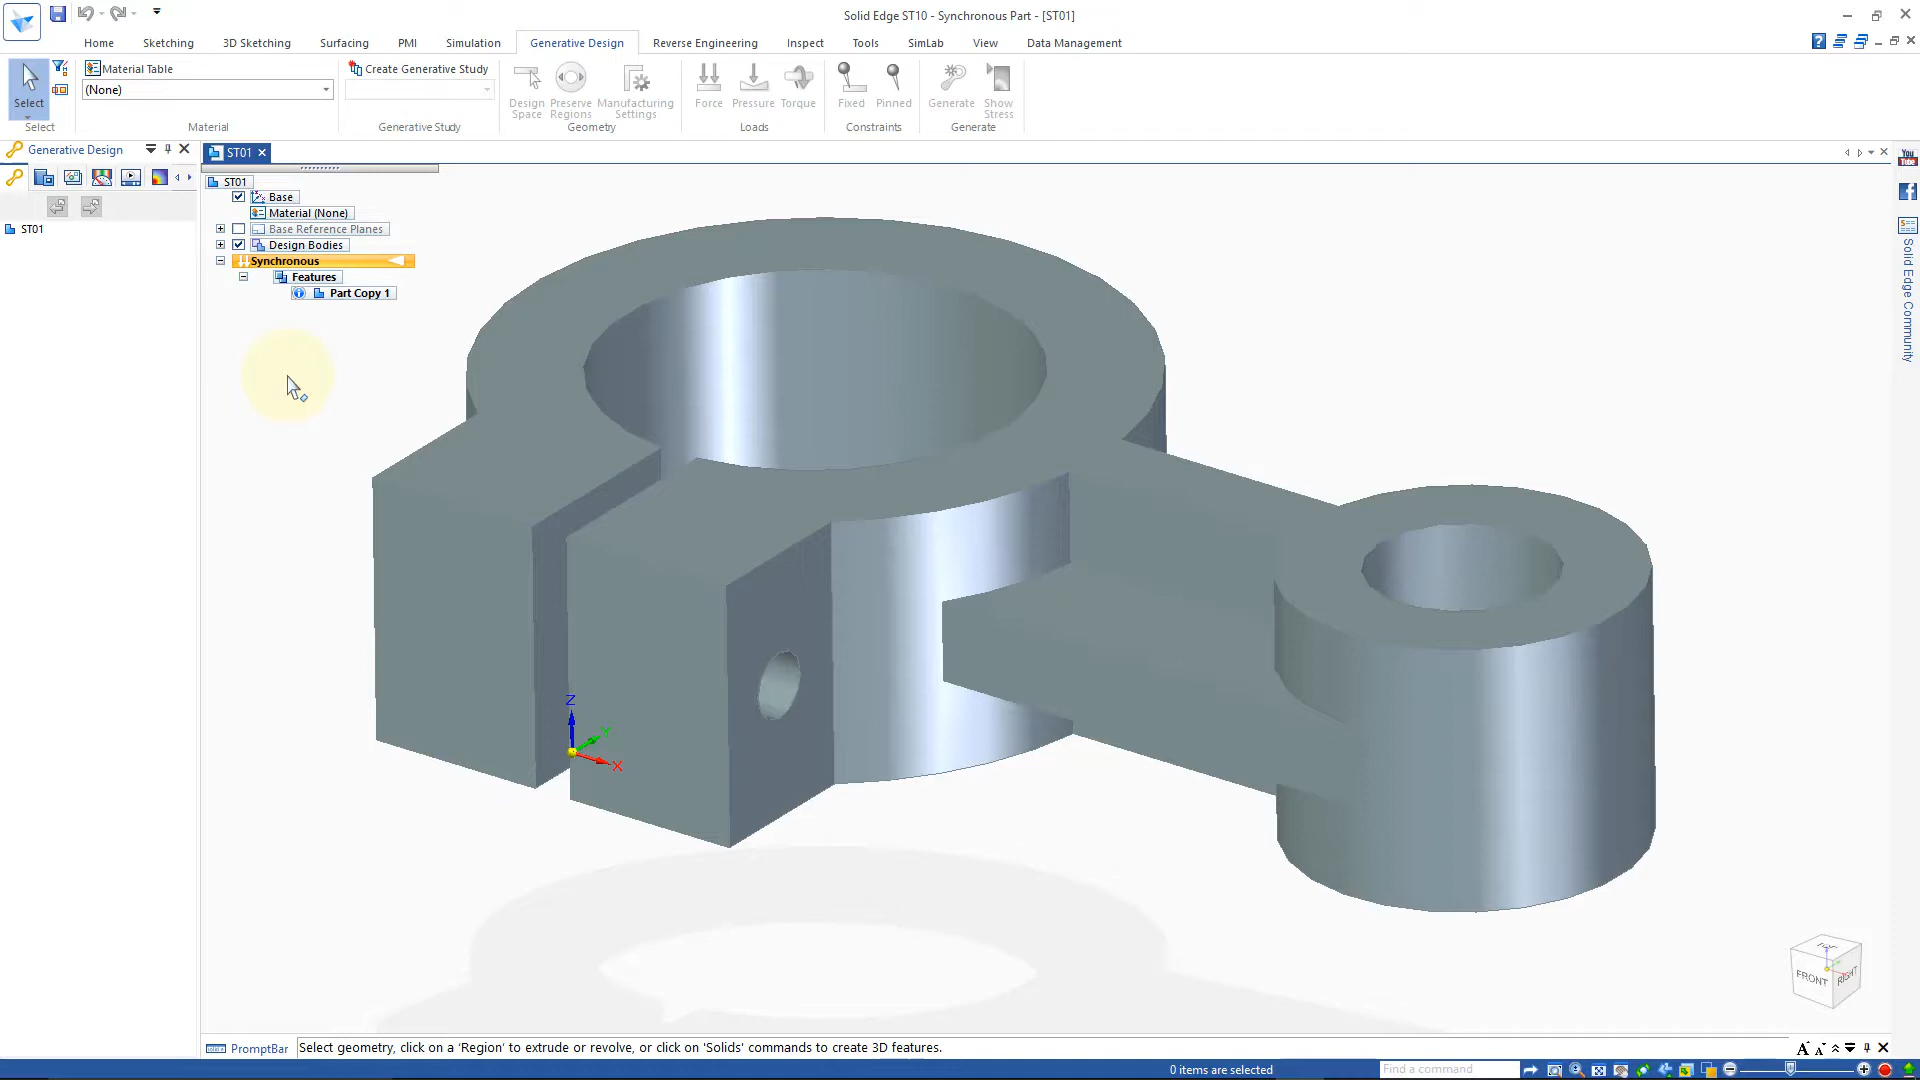 Solid Edge ST10 - Synchronous Part - [ST01]
Home Sketching 3D Sketching Surfacing PMI Simulation Generative Design Reverse Engineering Inspect Tools SimLab View Data Management
Select
Select
Material Table
(None)
Material
Create Generative Study
Generative Study
Design Space
Preserve Regions
Manufacturing Settings
Geometry
Force Pressure Torque
Loads
Fixed Pinned
Constraints
Generate Show Stress
Generate
Generative Design
ST01
ST01
ST01
Base
Material (None)
Base Reference Planes
Design Bodies
Synchronous
Features
Part Copy 1
Z
Y
X
TOP
FRONT
RIGHT
You Tube
Solid Edge Community
PromptBar
Select geometry, click on a 'Region' to extrude or revolve, or click on 'Solids' commands to create 3D features.
A A
0 items are selected
Find a command